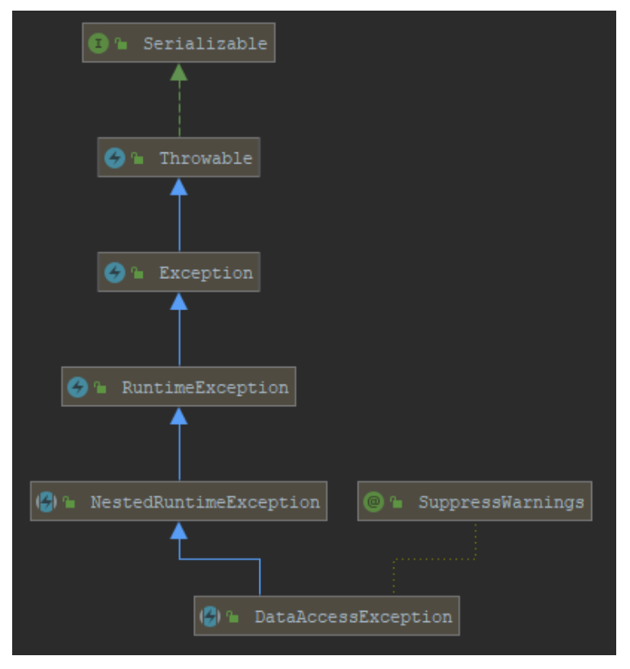 Serializable
Throwable
Exception
RuntimeException
NestedRuntimeException
SuppressWarnings
DataAccessException